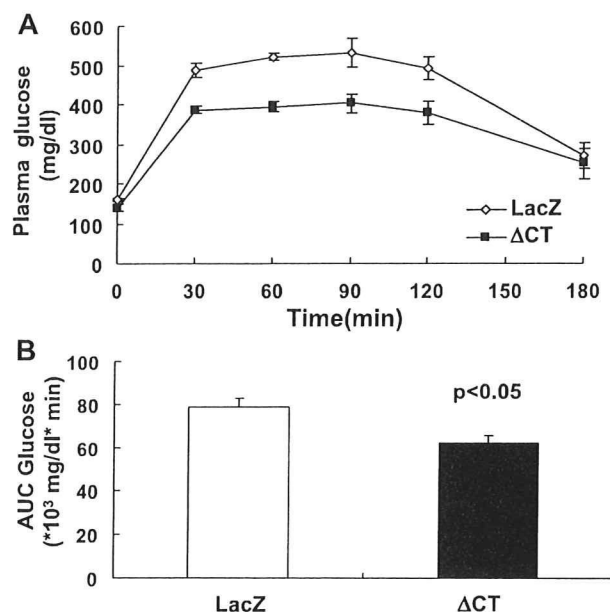 A
Plasma glucose
(mg/dl)
600
500
400
300
200
100
0
LacZ
ΔCT
0 30 60 90 120 180
Time(min)
B
AUC Glucose
(*10³ mg/dl* min)
100
80
60
40
20
0
p<0.05
LacZ ΔCT